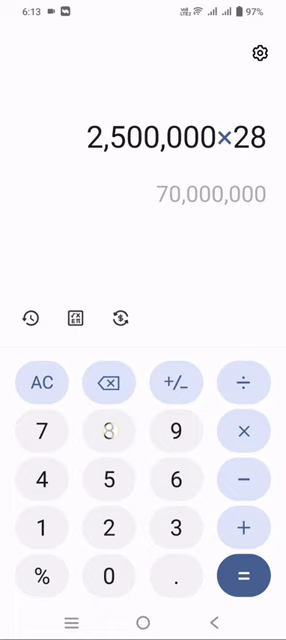 6:13 97%
2,500,000×28
70,000,000
AC +/− ÷
7 8 9 ×
4 5 6 −
1 2 3 +
% 0 . =